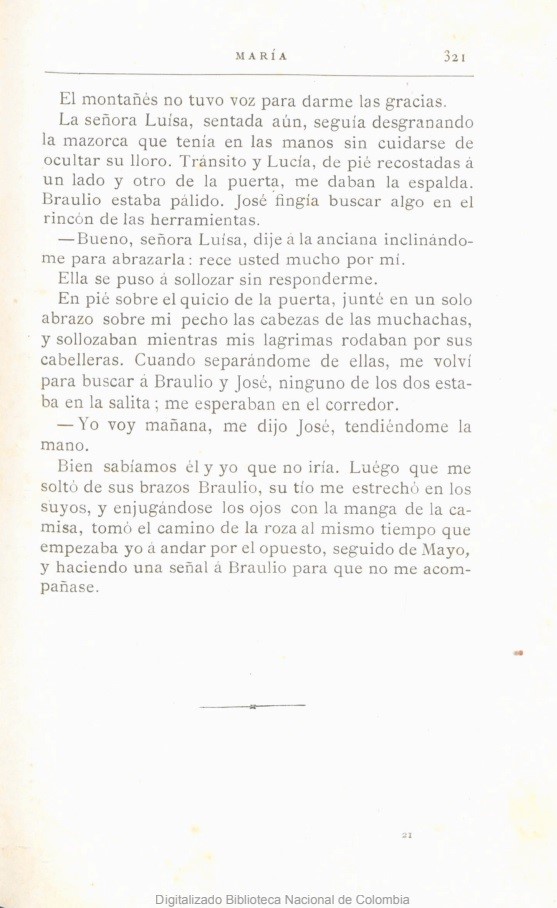 MARÍA 321
El montañés no tuvo voz para darme las gracias.
La señora Luísa, sentada aún, seguía desgranando
la mazorca que tenía en las manos sin cuidarse de
ocultar su lloro. Tránsito y Lucía, de pié recostadas á
un lado y otro de la puerta, me daban la espalda.
Braulio estaba pálido. José fingía buscar algo en el
rincón de las herramientas.
—Bueno, señora Luísa, dije á la anciana inclinándo-
me para abrazarla: rece usted mucho por mí.
Ella se puso á sollozar sin responderme.
En pié sobre el quicio de la puerta, junté en un solo
abrazo sobre mi pecho las cabezas de las muchachas,
y sollozaban mientras mis lagrimas rodaban por sus
cabelleras. Cuando separándome de ellas, me volví
para buscar á Braulio y José, ninguno de los dos esta-
ba en la salita; me esperaban en el corredor.
—Yo voy mañana, me dijo José, tendiéndome la
mano.
Bien sabíamos él y yo que no iría. Luégo que me
soltó de sus brazos Braulio, su tío me estrechó en los
suyos, y enjugándose los ojos con la manga de la ca-
misa, tomó el camino de la roza al mismo tiempo que
empezaba yo á andar por el opuesto, seguido de Mayo,
y haciendo una señal á Braulio para que no me acom-
pañase.
21
Digitalizado Biblioteca Nacional de Colombia